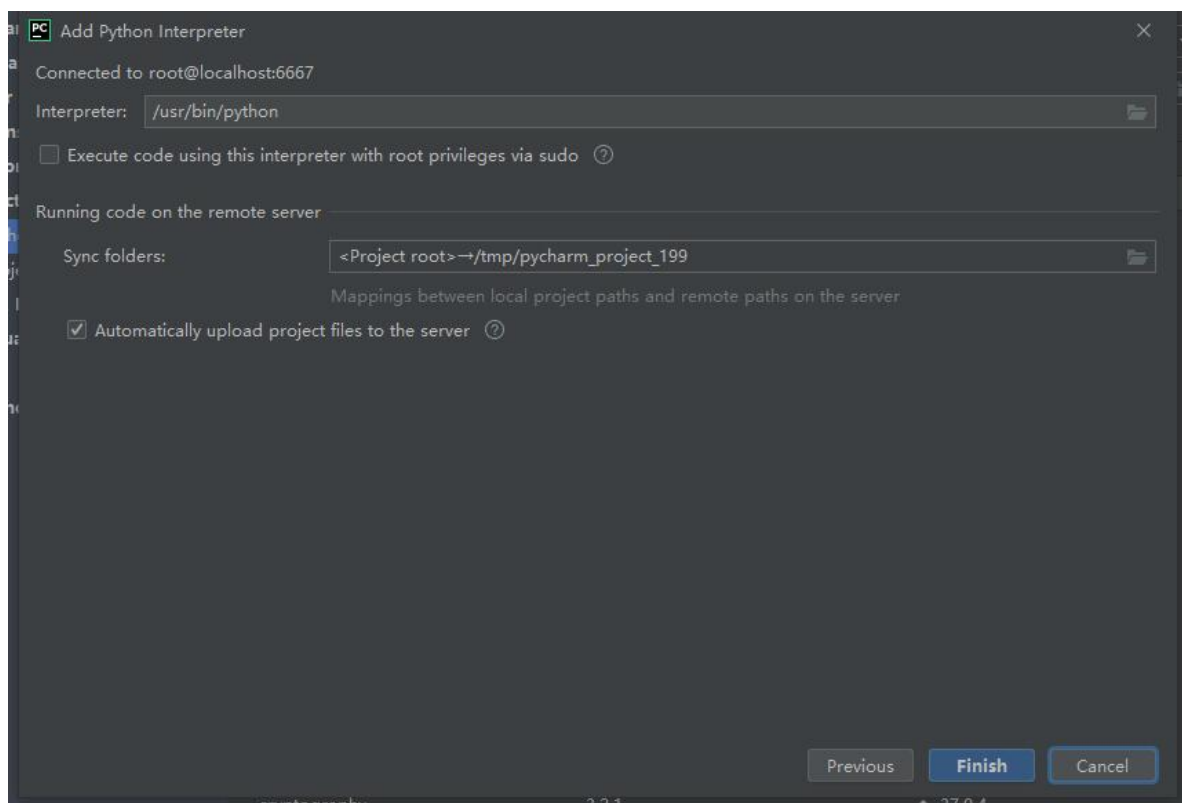 PC Add Python Interpreter
Connected to root@localhost:6667
Interpreter: /usr/bin/python
Execute code using this interpreter with root privileges via sudo ?
Running code on the remote server
Sync folders: <Project root>→/tmp/pycharm_project_199
Mappings between local project paths and remote paths on the server
Automatically upload project files to the server ?
Previous Finish Cancel